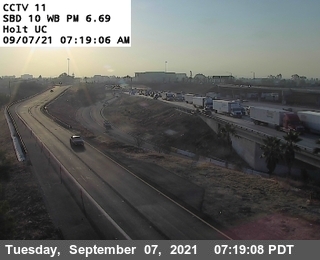 CCTV 11
SBD 10 WB PM 6.69
Holt UC
09/07/21 07:19:06 AM
Tuesday, September 07, 2021 07:19:08 PDT